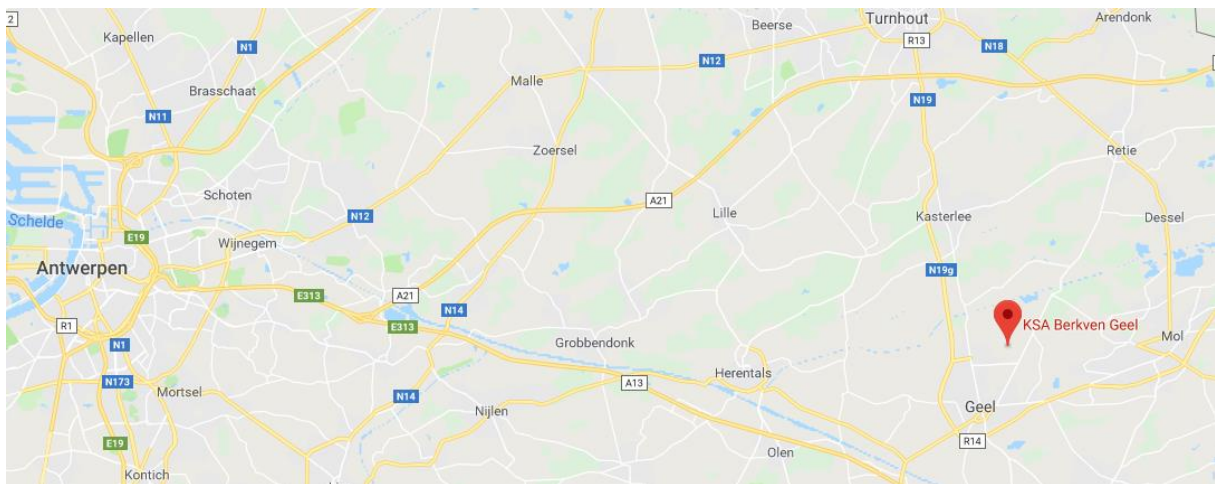 2
Kapellen
N1
Brasschaat
N11
Beerse
Turnhout
Arendonk
R13
N18
N12
Malle
N19
Zoersel
Retie
Schoten
A21
Schelde
N12
Lille
Kasterlee
Dessel
E19
Wijnegem
Antwerpen
N19g
E313
A21
N14
R1
E313
KSA Berkven Geel
N1
Grobbendonk
Mol
N173
Mortsel
A13
Herentals
N14
Nijlen
Geel
E19
R14
Olen
Kontich